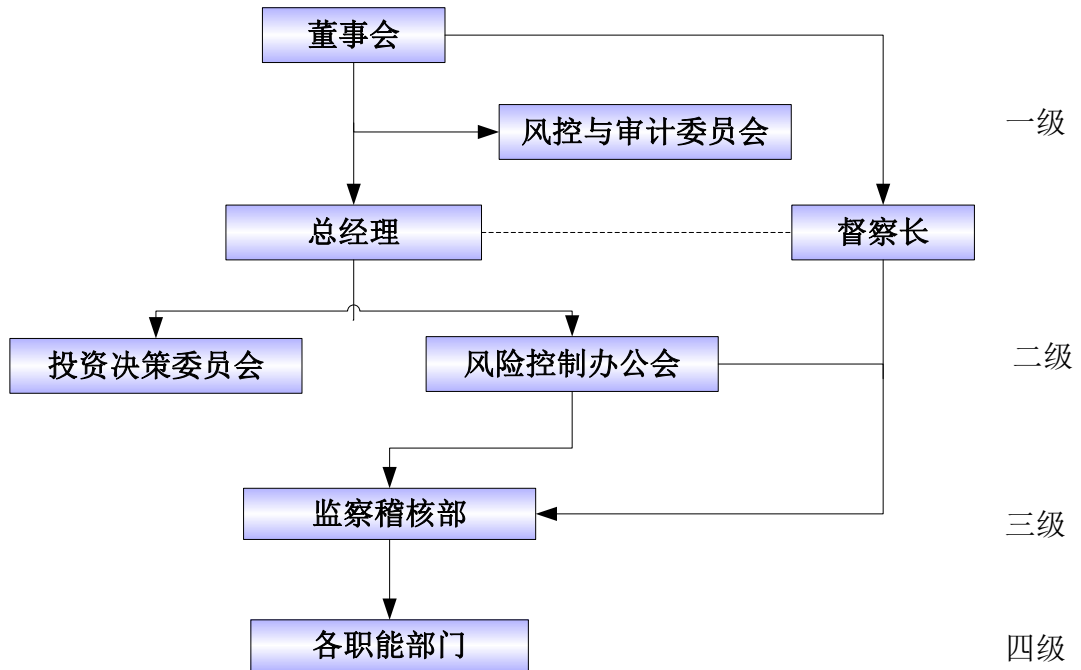 董事会
风控与审计委员会
一级
总经理
督察长
投资决策委员会
风险控制办公会
二级
监察稽核部
三级
各职能部门
四级